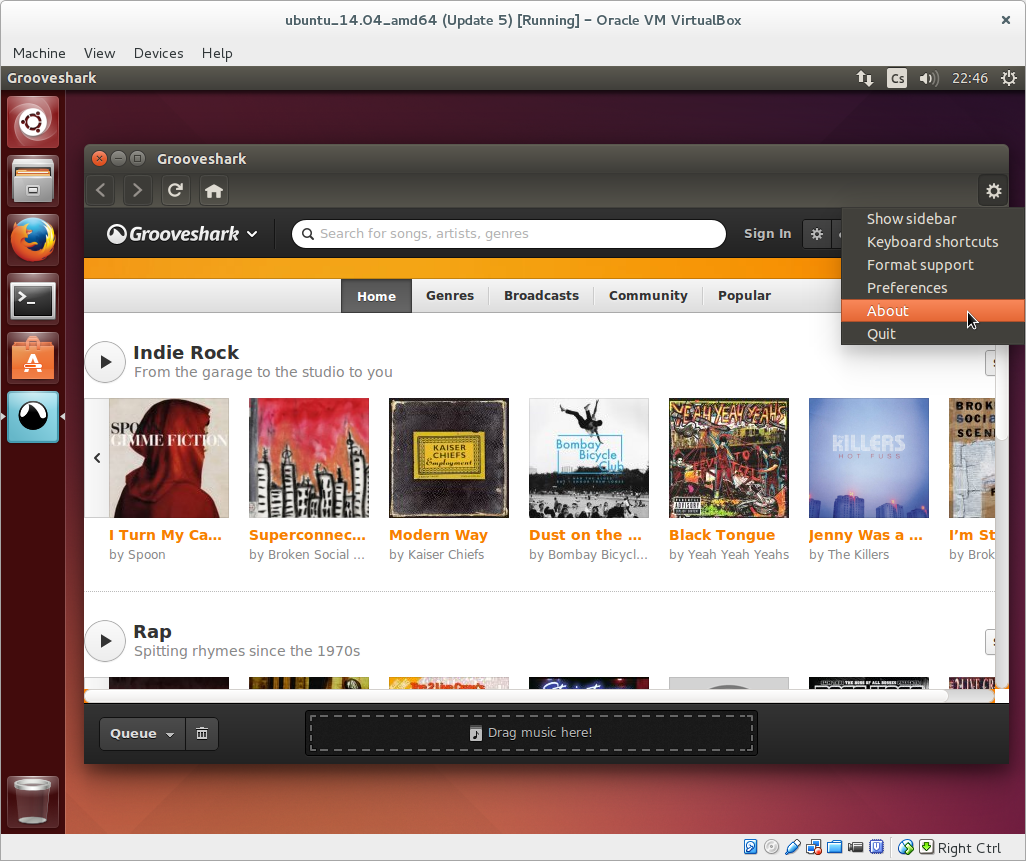 ubuntu_14.04_amd64 (Update 5) [Running] – Oracle VM VirtualBox
Machine View Devices Help
Grooveshark
Cs
22:46
Grooveshark
Grooveshark
Search for songs, artists, genres
Sign In
Show sidebar
Keyboard shortcuts
Format support
Preferences
About
Quit
Home Genres Broadcasts Community Popular
Indie Rock
From the garage to the studio to you
SPO
GIMME FICTION
KAISER
CHIEFS
Employment
Bombay
Bicycle
Club
YEAH YEAH YEAHS
KILLERS
HOT FUSS
BROK
SOCIA
SCEN
I Turn My Ca... Superconnec... Modern Way Dust on the ... Black Tongue Jenny Was a ... I'm St
by Spoon by Broken Social ... by Kaiser Chiefs by Bombay Bicycl... by Yeah Yeah Yeahs by The Killers by Brok
Rap
Spitting rhymes since the 1970s
Queue
Drag music here!
Right Ctrl